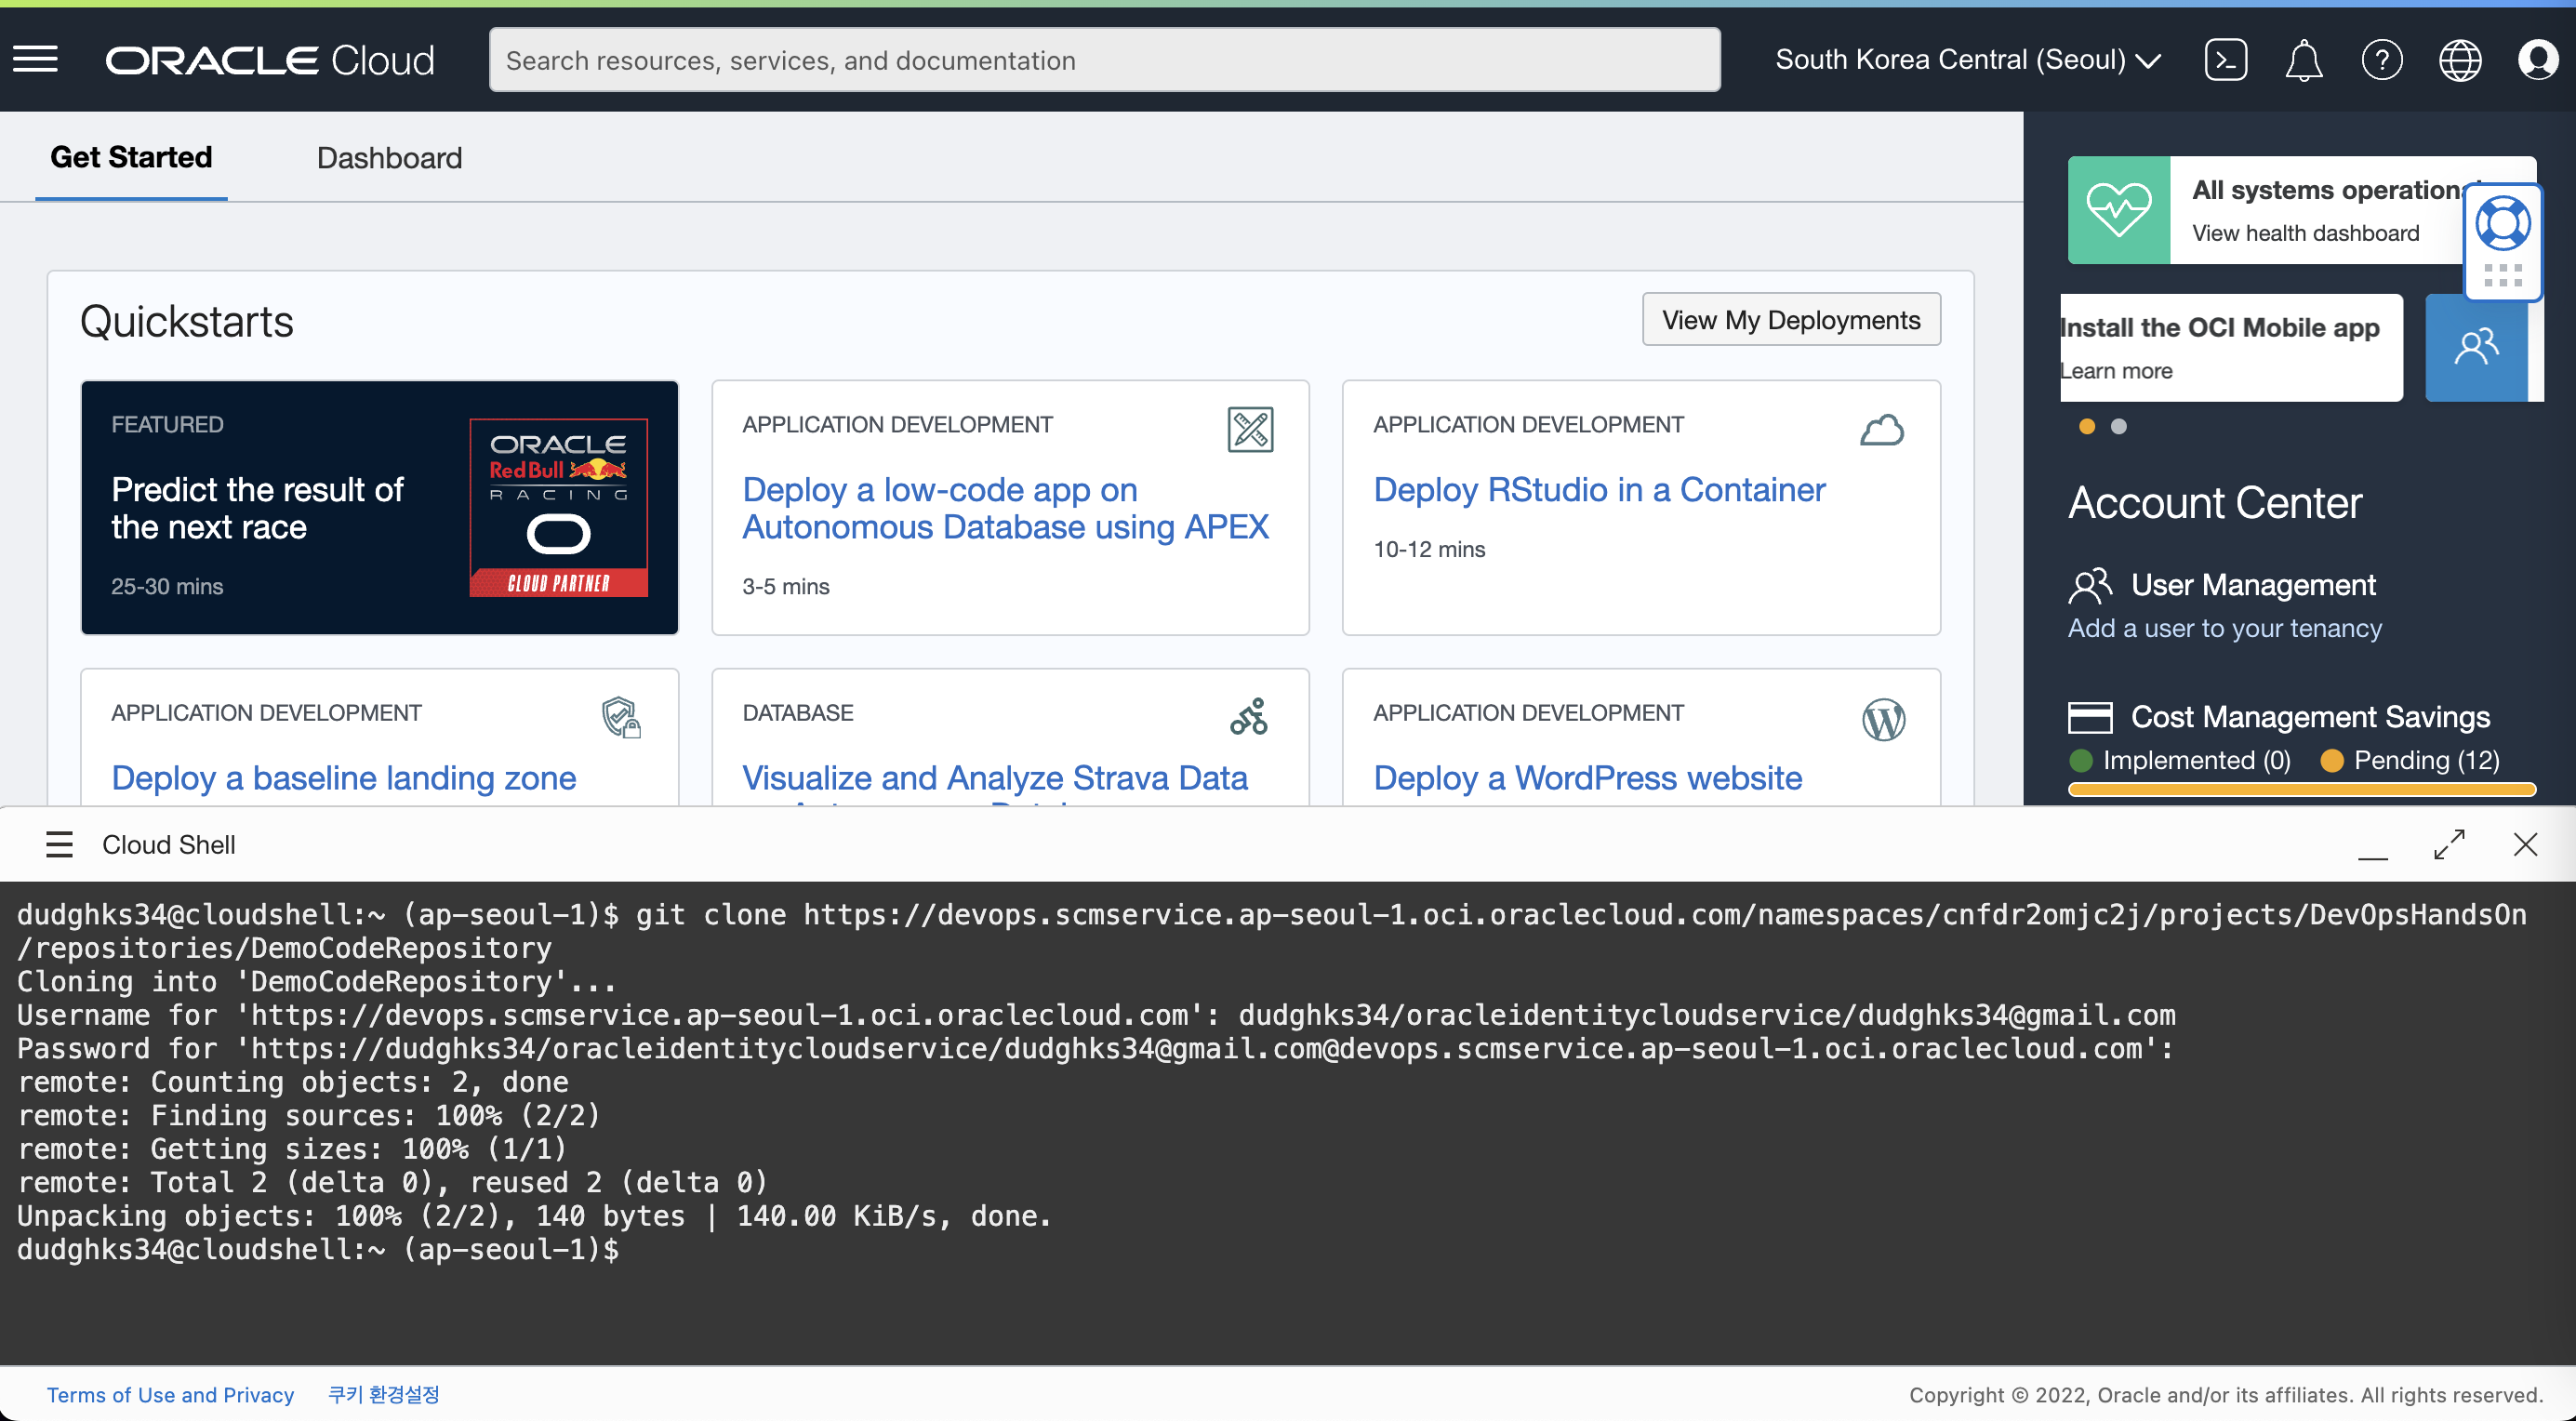 ORACLE Cloud
Search resources, services, and documentation
South Korea Central (Seoul)
Get Started
Dashboard
All systems operational
View health dashboard
Install the OCI Mobile app
Learn more
Quickstarts
View My Deployments
FEATURED
Predict the result of
the next race
25-30 mins
ORACLE
Red Bull
RACING
CLOUD PARTNER
APPLICATION DEVELOPMENT
Deploy a low-code app on
Autonomous Database using APEX
3-5 mins
APPLICATION DEVELOPMENT
Deploy RStudio in a Container
10-12 mins
APPLICATION DEVELOPMENT
Deploy a baseline landing zone
DATABASE
Visualize and Analyze Strava Data
APPLICATION DEVELOPMENT
Deploy a WordPress website
Account Center
User Management
Add a user to your tenancy
Cost Management Savings
Implemented (0)
Pending (12)
Cloud Shell
dudghks34@cloudshell:~ (ap-seoul-1)$ git clone https://devops.scmservice.ap-seoul-1.oci.oraclecloud.com/namespaces/cnfdr2omjc2j/projects/DevOpsHandsOn
/repositories/DemoCodeRepository
Cloning into 'DemoCodeRepository'...
Username for 'https://devops.scmservice.ap-seoul-1.oci.oraclecloud.com': dudghks34/oracleidentitycloudservice/dudghks34@gmail.com
Password for 'https://dudghks34/oracleidentitycloudservice/dudghks34@gmail.com@devops.scmservice.ap-seoul-1.oci.oraclecloud.com':
remote: Counting objects: 2, done
remote: Finding sources: 100% (2/2)
remote: Getting sizes: 100% (1/1)
remote: Total 2 (delta 0), reused 2 (delta 0)
Unpacking objects: 100% (2/2), 140 bytes | 140.00 KiB/s, done.
dudghks34@cloudshell:~ (ap-seoul-1)$
Terms of Use and Privacy
쿠키 환경설정
Copyright © 2022, Oracle and/or its affiliates. All rights reserved.